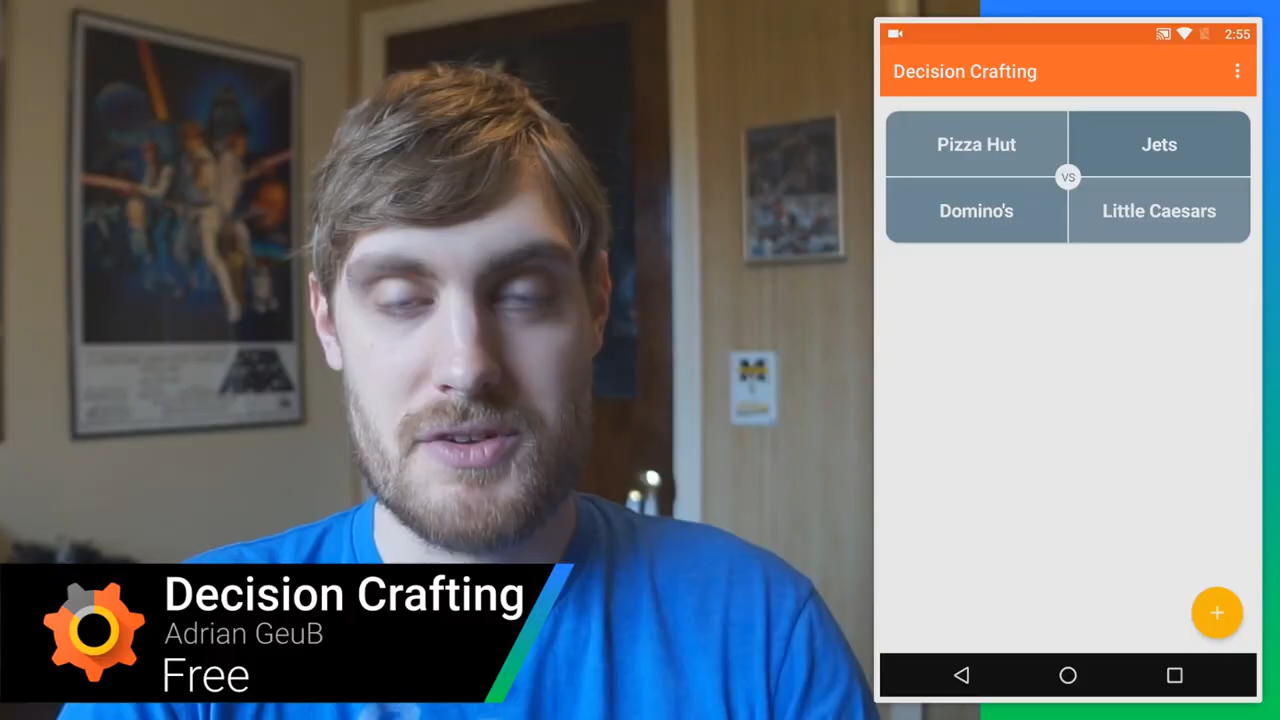 2:55
Decision Crafting
Pizza Hut
Jets
VS
Domino's
Little Caesars
+
Decision Crafting
Adrian GeuB
Free